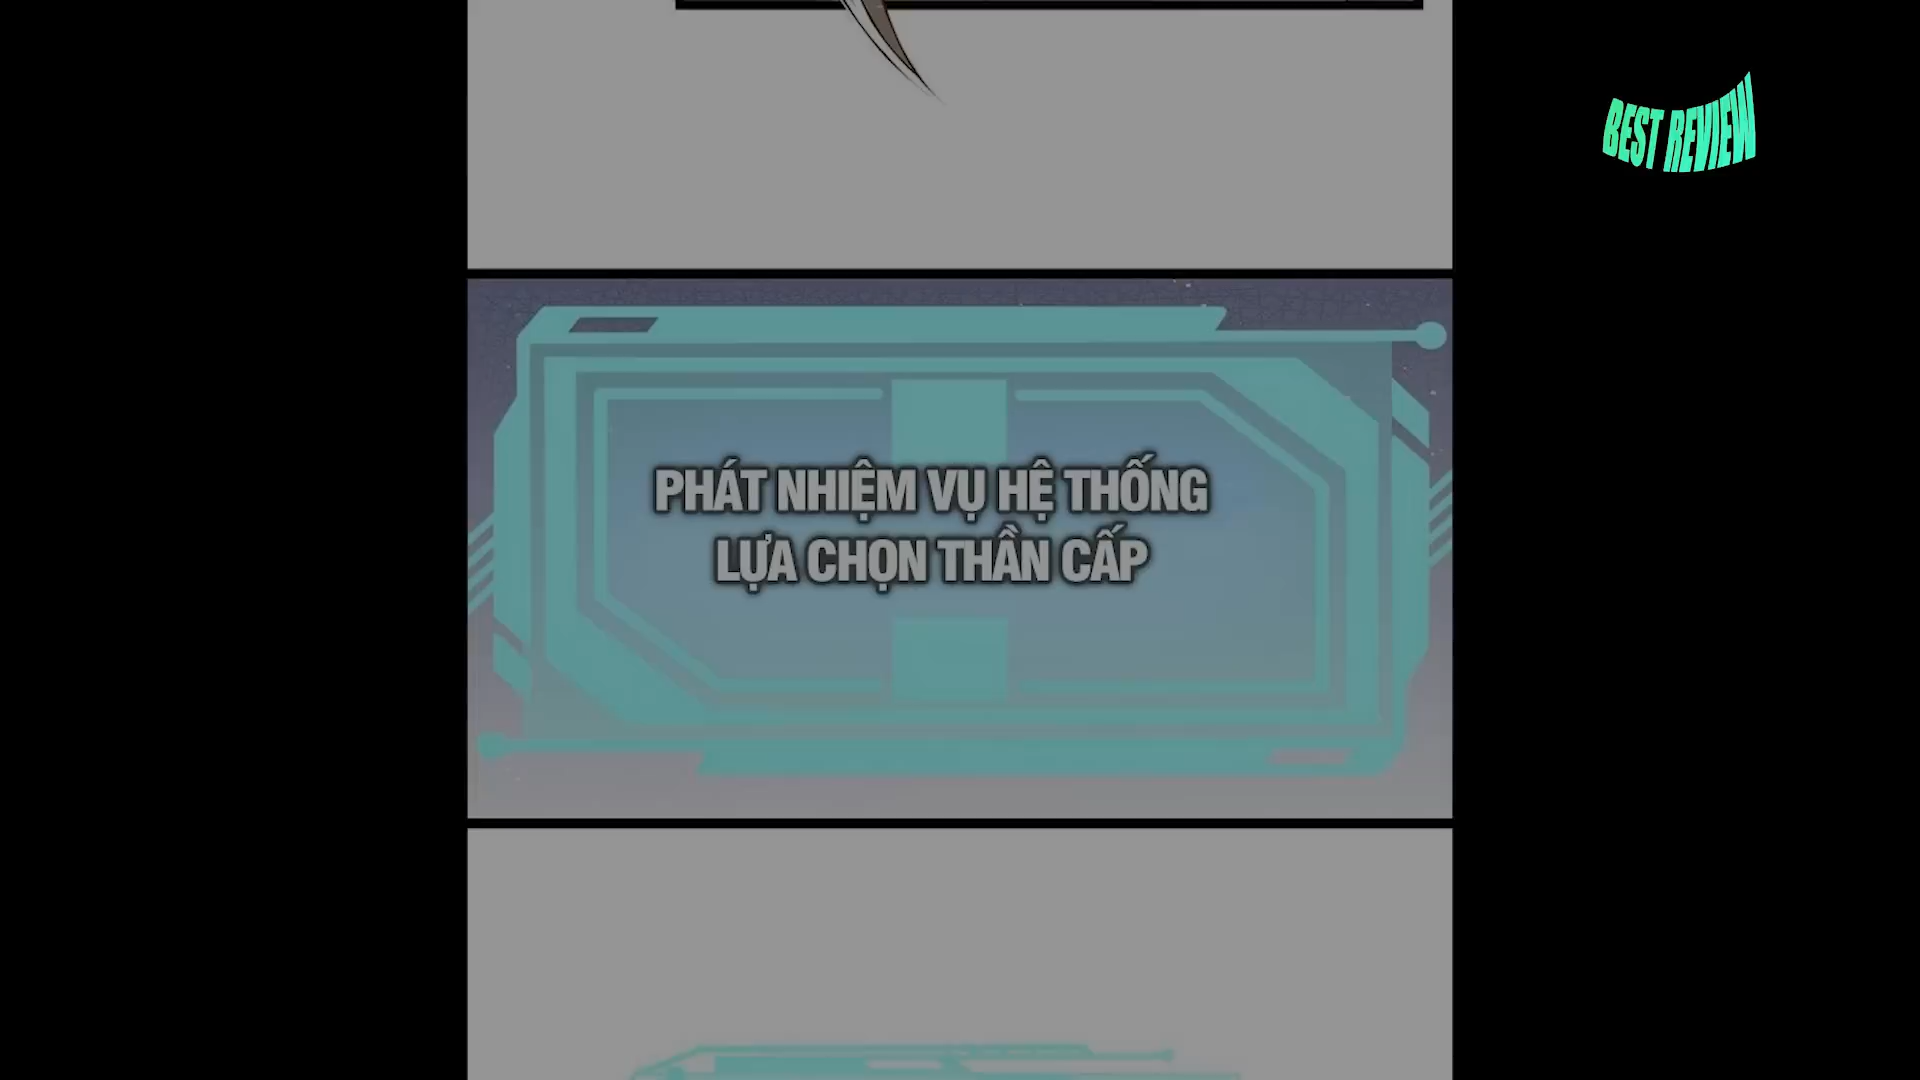 BEST REVIEW
PHÁT NHIỆM VỤ HỆ THỐNG
LỰA CHỌN THẦN CẤP